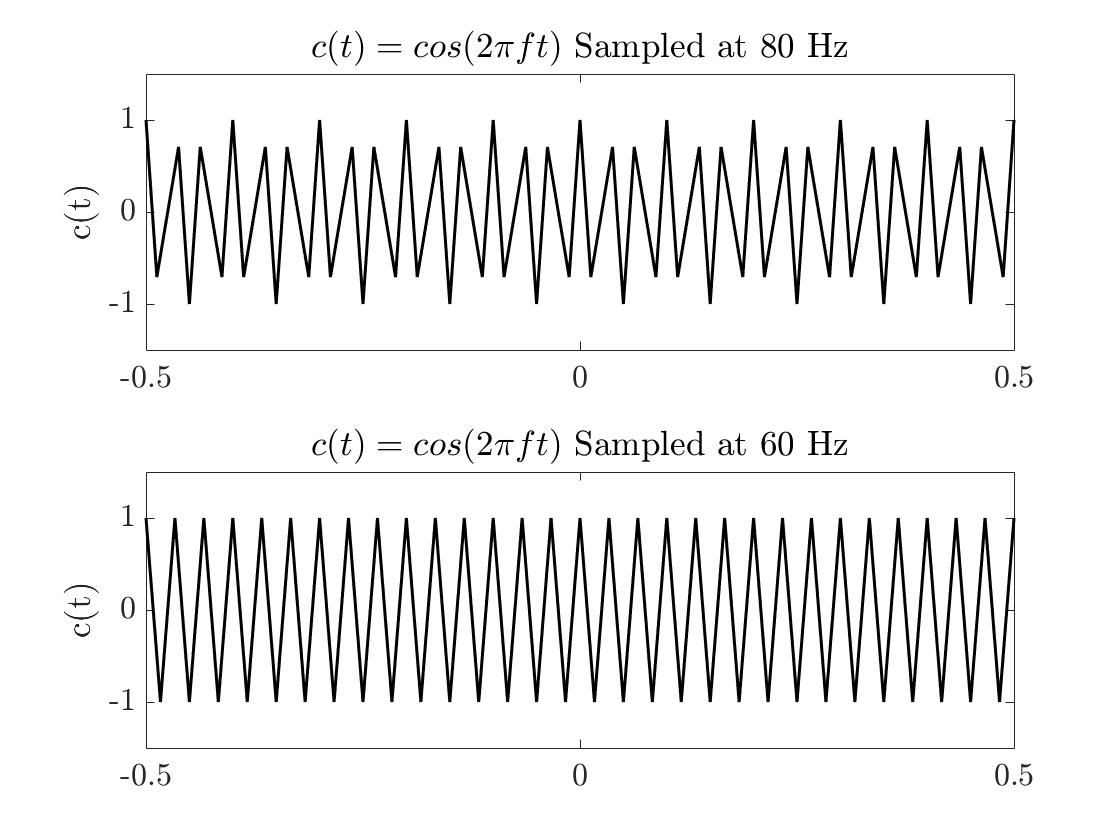 c(t) = cos(2πft) Sampled at 80 Hz
c(t)
1
0
-1
-0.5 0 0.5
c(t) = cos(2πft) Sampled at 60 Hz
c(t)
1
0
-1
-0.5 0 0.5